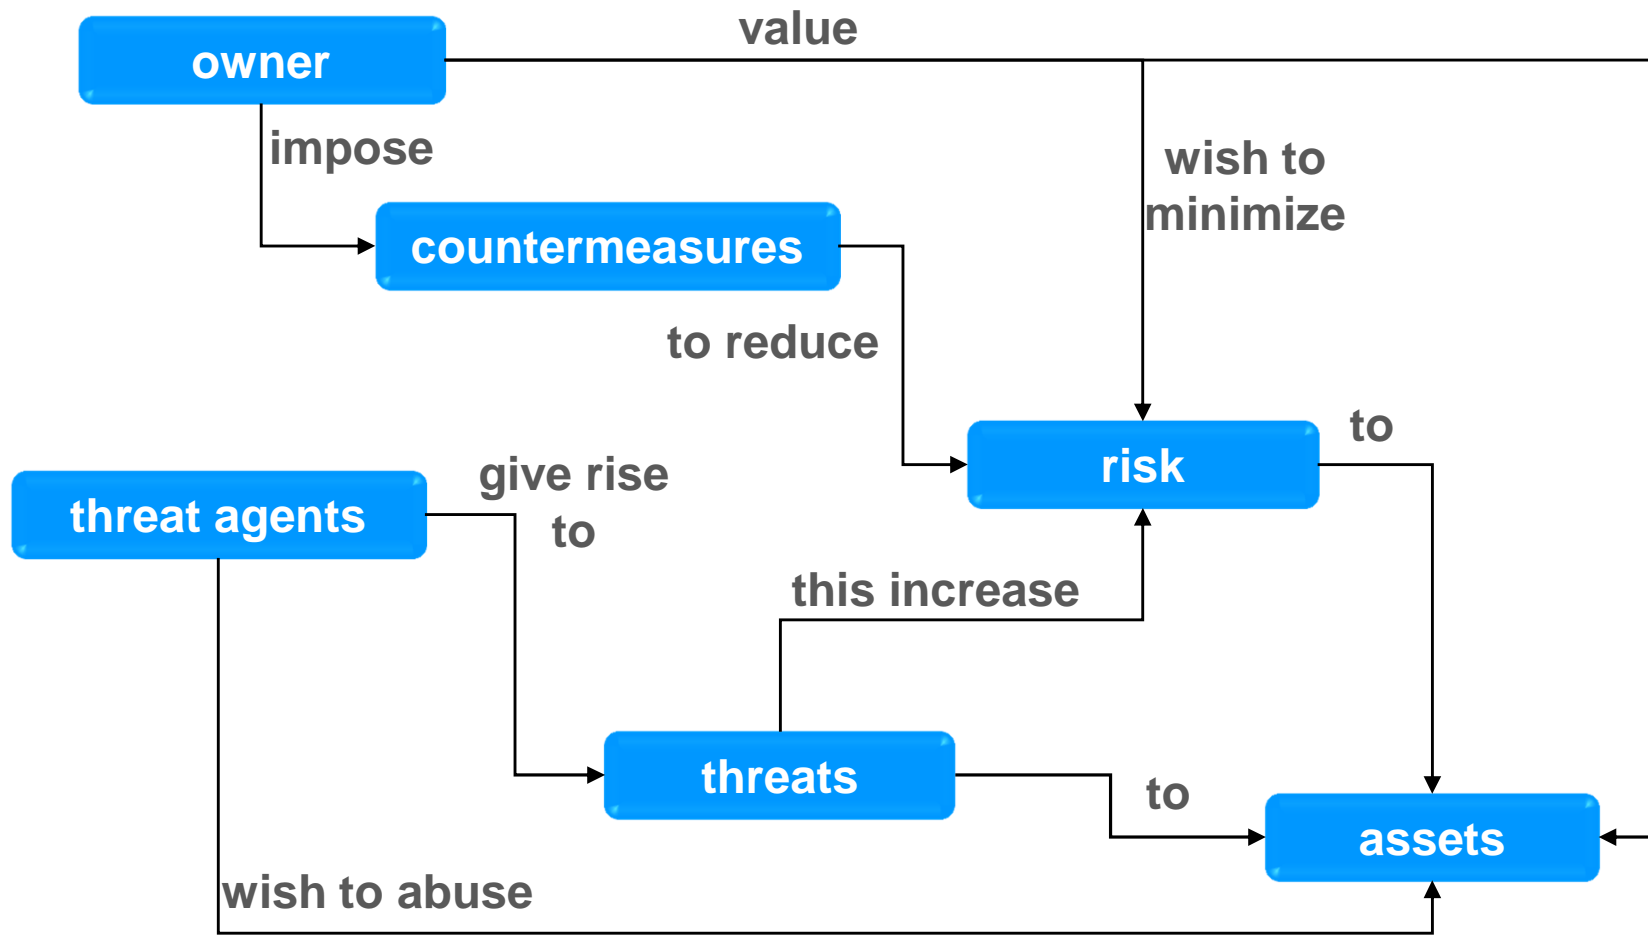 value
owner
impose
wish to
minimize
countermeasures
to reduce
to
risk
give rise
to
threat agents
this increase
threats
to
assets
wish to abuse